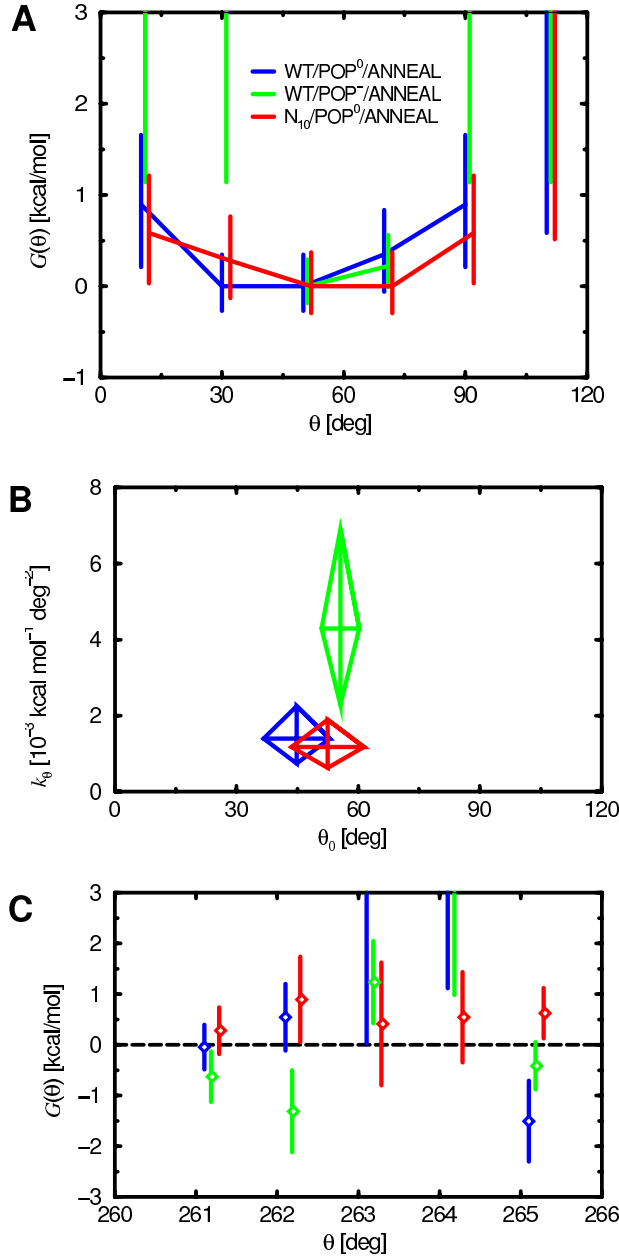 A
3
2
1
0
−1
G(θ) [kcal/mol]
WT/POP⁰/ANNEAL
WT/POP⁻/ANNEAL
N₁₀/POP⁰/ANNEAL
0 30 60 90 120
θ [deg]
B
8
6
4
2
0
kθ [10⁻³ kcal mol⁻¹ deg⁻²]
0 30 60 90 120
θ₀ [deg]
C
3
2
1
0
−1
−2
−3
G(θ) [kcal/mol]
260 261 262 263 264 265 266
θ [deg]